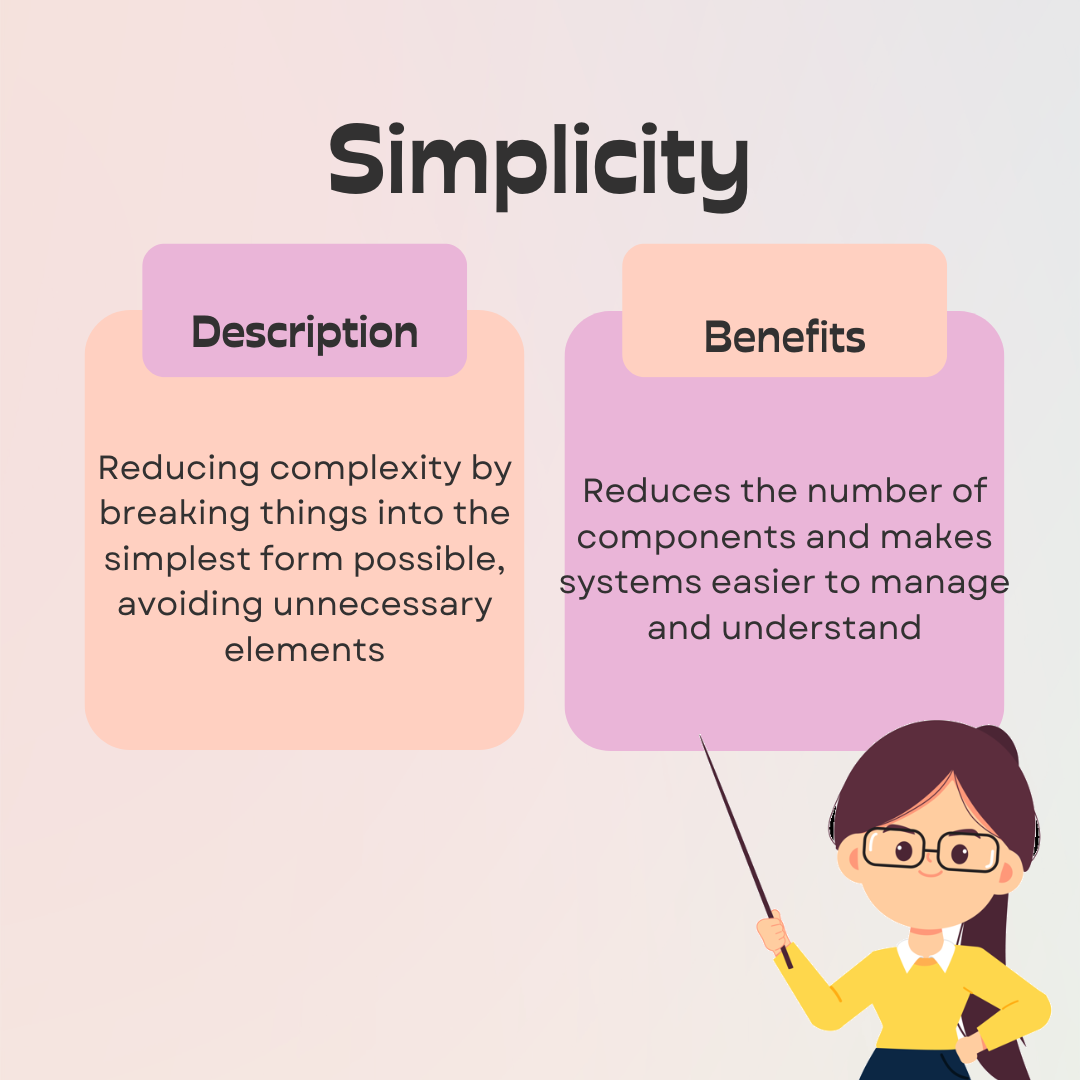 Simplicity
Description
Reducing complexity by
breaking things into the
simplest form possible,
avoiding unnecessary
elements
Benefits
Reduces the number of
components and makes
systems easier to manage
and understand